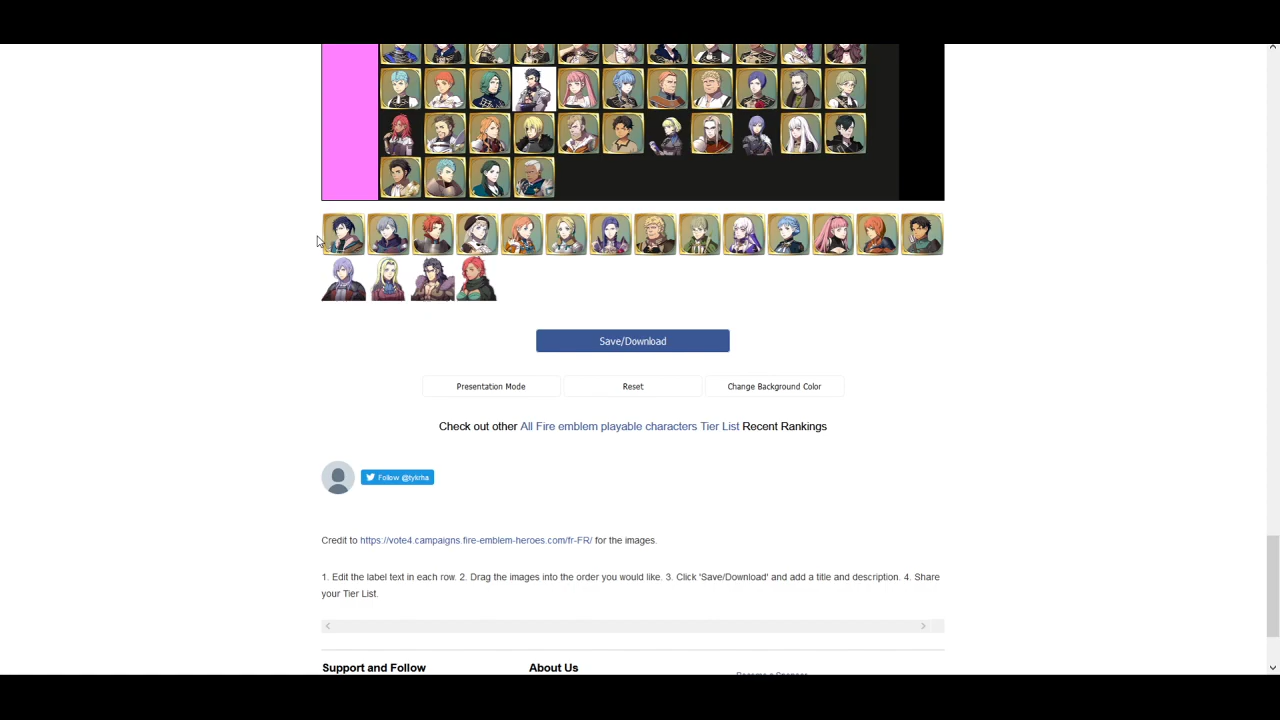 Save/Download
Presentation Mode
Reset
Change Background Color
Check out other All Fire emblem playable characters Tier List Recent Rankings
Follow @tykrha
Credit to https://vote4.campaigns.fire-emblem-heroes.com/fr-FR/ for the images.
1. Edit the label text in each row. 2. Drag the images into the order you would like. 3. Click 'Save/Download' and add a title and description. 4. Share
your Tier List.
Support and Follow
About Us
Become a Sponsor